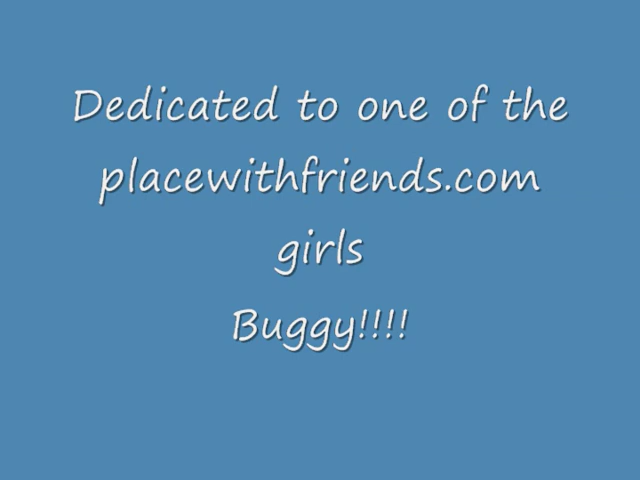 Dedicated to one of the
placewithfriends.com
girls
Buggy!!!!